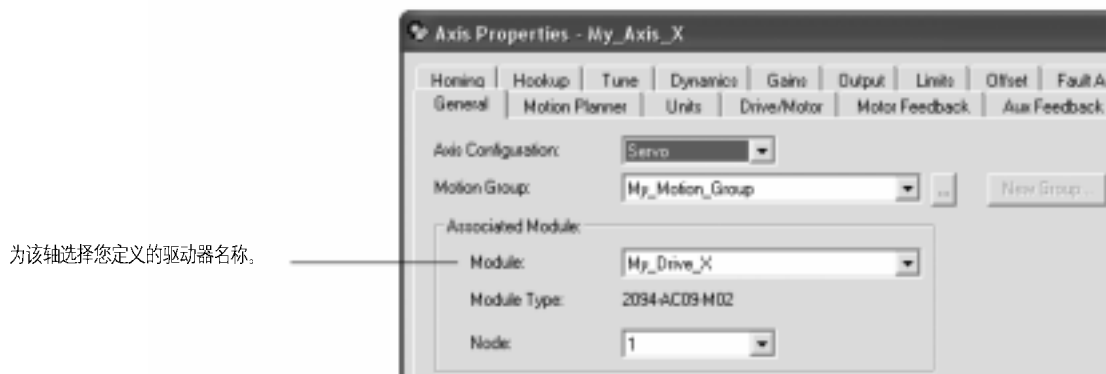 Axis Properties - My_Axis_X
Homing Hookup Tune Dynamics Gains Output Limits Offset Fault A
General Motion Planner Units Drive/Motor Motor Feedback Aux Feedback
Axis Configuration: Servo
Motion Group: My_Motion_Group ... New Group...
Associated Module:
为该轴选择您定义的驱动器名称。
Module: My_Drive_X
Module Type: 2094-AC09-M02
Node: 1